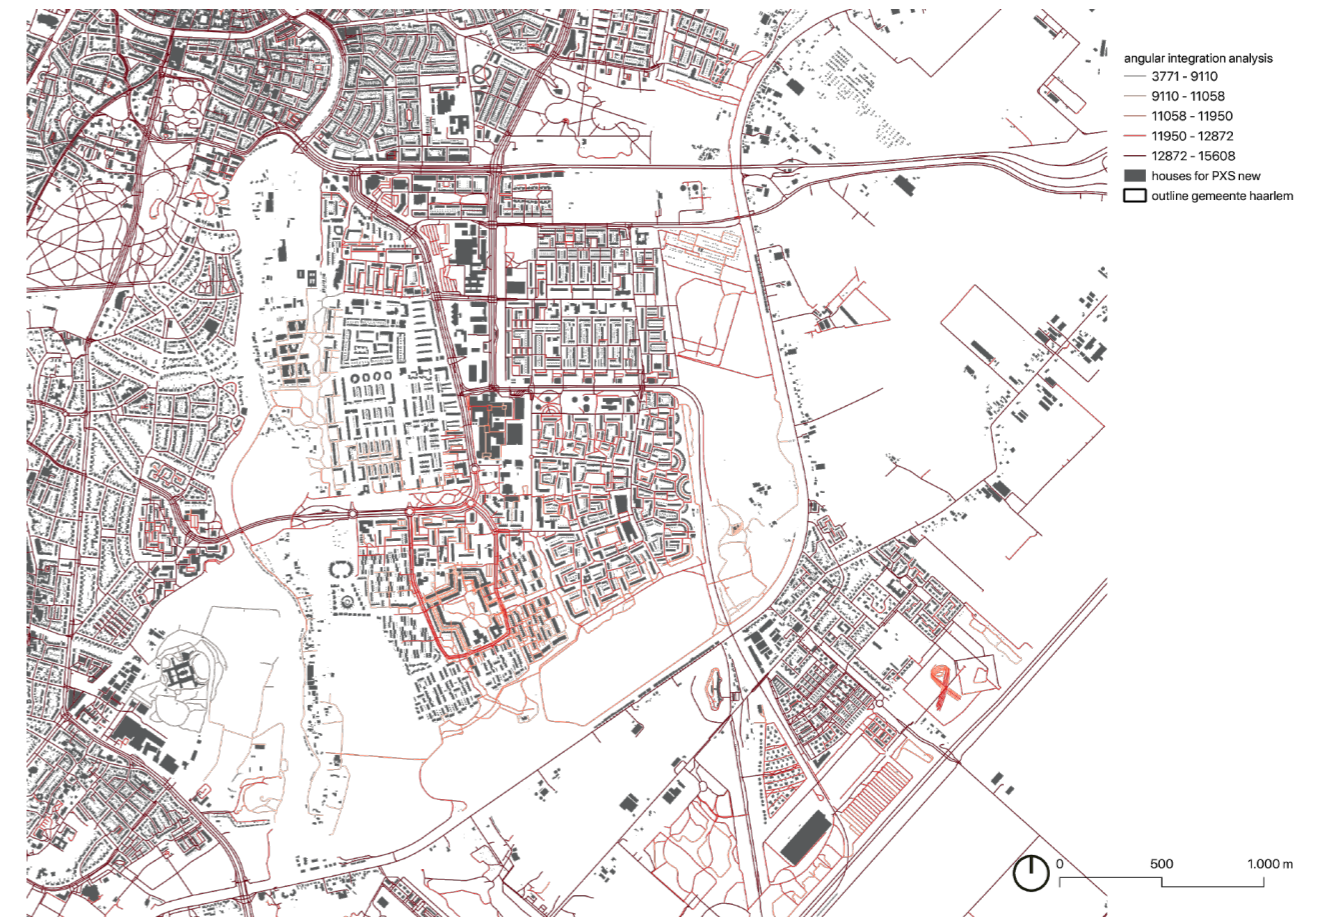 angular integration analysis
3771 - 9110
9110 - 11058
11058 - 11950
11950 - 12872
12872 - 15608
houses for PXS new
outline gemeente haarlem
0 500 1.000 m